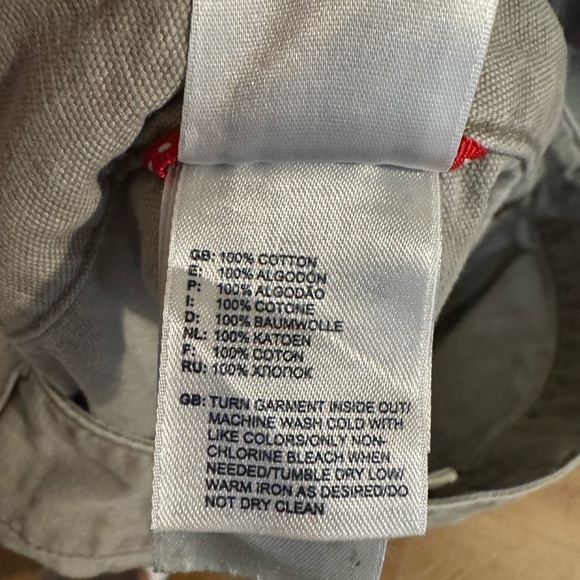 GB: 100% COTTON
E: 100% ALGODÓN
P: 100% ALGODÃO
I: 100% COTONE
D: 100% BAUMWOLLE
NL: 100% KATOEN
F: 100% COTON
RU: 100% ХЛОПОК
GB: TURN GARMENT INSIDE OUT/
MACHINE WASH COLD WITH
LIKE COLORS/ONLY NON-
CHLORINE BLEACH WHEN
NEEDED/TUMBLE DRY LOW/
WARM IRON AS DESIRED/DO
NOT DRY CLEAN